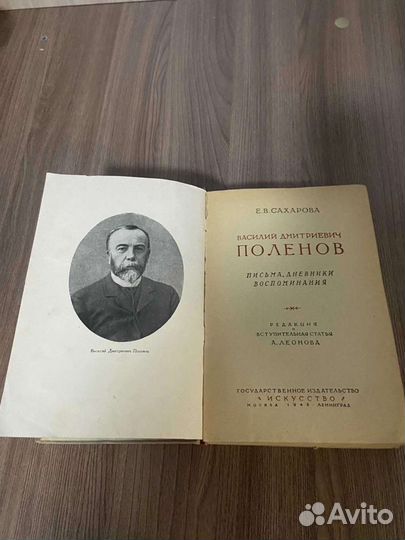 Василий Дмитриевич Поленов
Е.В.САХАРОВА
ВАСИЛИЙ ДМИТРИЕВИЧ
ПОЛЕНОВ
ПИСЬМА, ДНЕВНИКИ
ВОСПОМИНАНИЯ
РЕДАКЦИЯ
И
ВСТУПИТЕЛЬНАЯ СТАТЬЯ
А.ЛЕОНОВА
ГОСУДАРСТВЕННОЕ ИЗДАТЕЛЬСТВО
„ИСКУССТВО“
МОСКВА 1948 ЛЕНИНГРАД
Avito